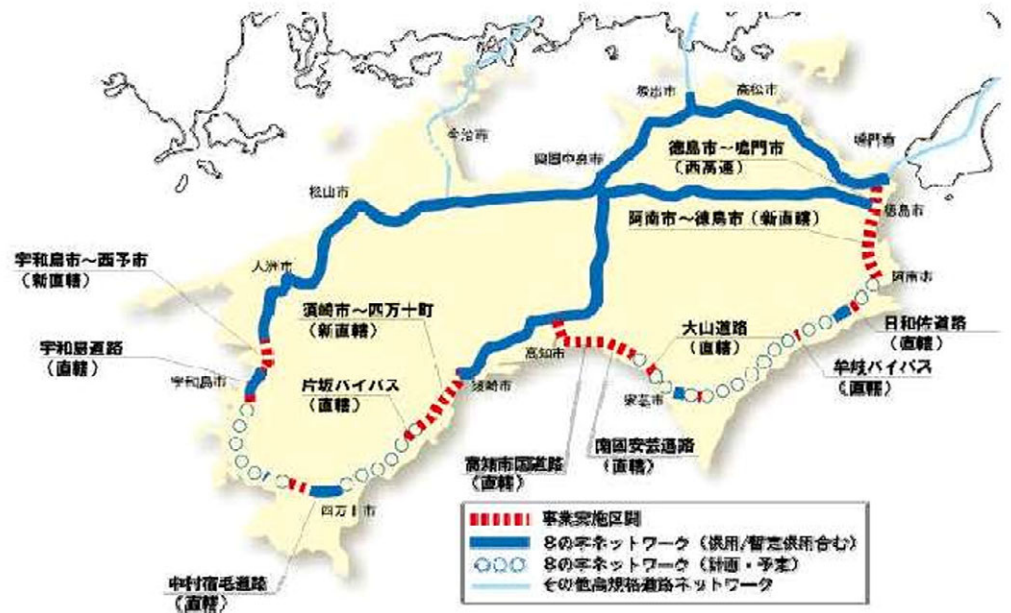 坂出市
高松市
今治市
鳴門市
四国中央市
徳島市～鳴門市
(西高速)
松山市
徳島市
阿南市～徳島市（新直轄）
宇和島市～西予市
(新直轄)
大洲市
阿南市
須崎市～四万十町
(新直轄)
大山道路
(直轄)
日和佐道路
(直轄)
宇和島道路
(直轄)
高知市
牟岐バイパス
(直轄)
宇和島市
片坂バイパス
(直轄)
須崎市
安芸市
南国安芸道路
(直轄)
高知南国道路
(直轄)
四万十市
中村宿毛道路
(直轄)
事業実施区間
8の字ネットワーク（供用/暫定供用含む）
8の字ネットワーク（計画・予定）
その他高規格道路ネットワーク